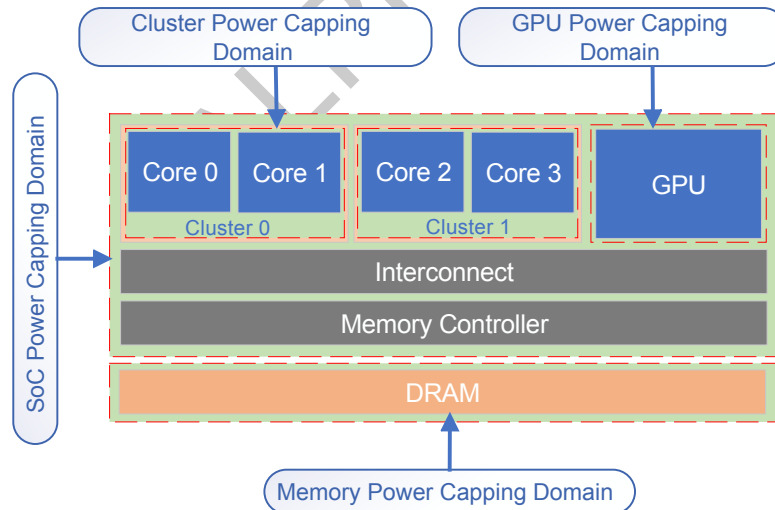 Cluster Power Capping
Domain
GPU Power Capping
Domain
SoC Power Capping Domain
Core 0
Core 1
Core 2
Core 3
GPU
Cluster 0
Cluster 1
Interconnect
Memory Controller
DRAM
Memory Power Capping Domain